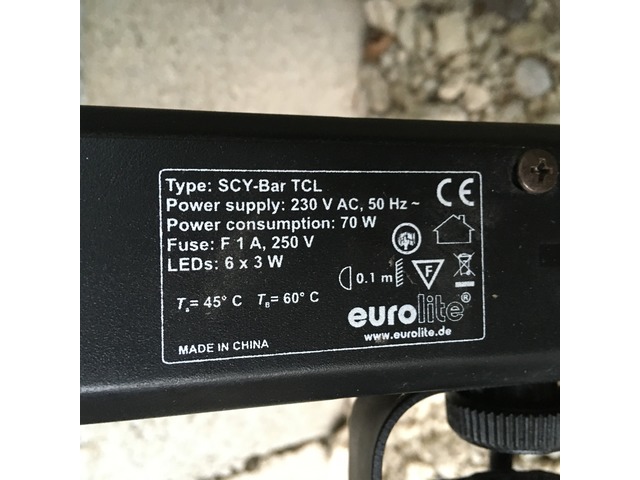 Type: SCY-Bar TCL
Power supply: 230 V AC, 50 Hz ~
Power consumption: 70 W
Fuse: F 1 A, 250 V
LEDs: 6 x 3 W
CE
0.1 m
F
Ta = 45° C TB = 60° C
eurolite®
www.eurolite.de
MADE IN CHINA